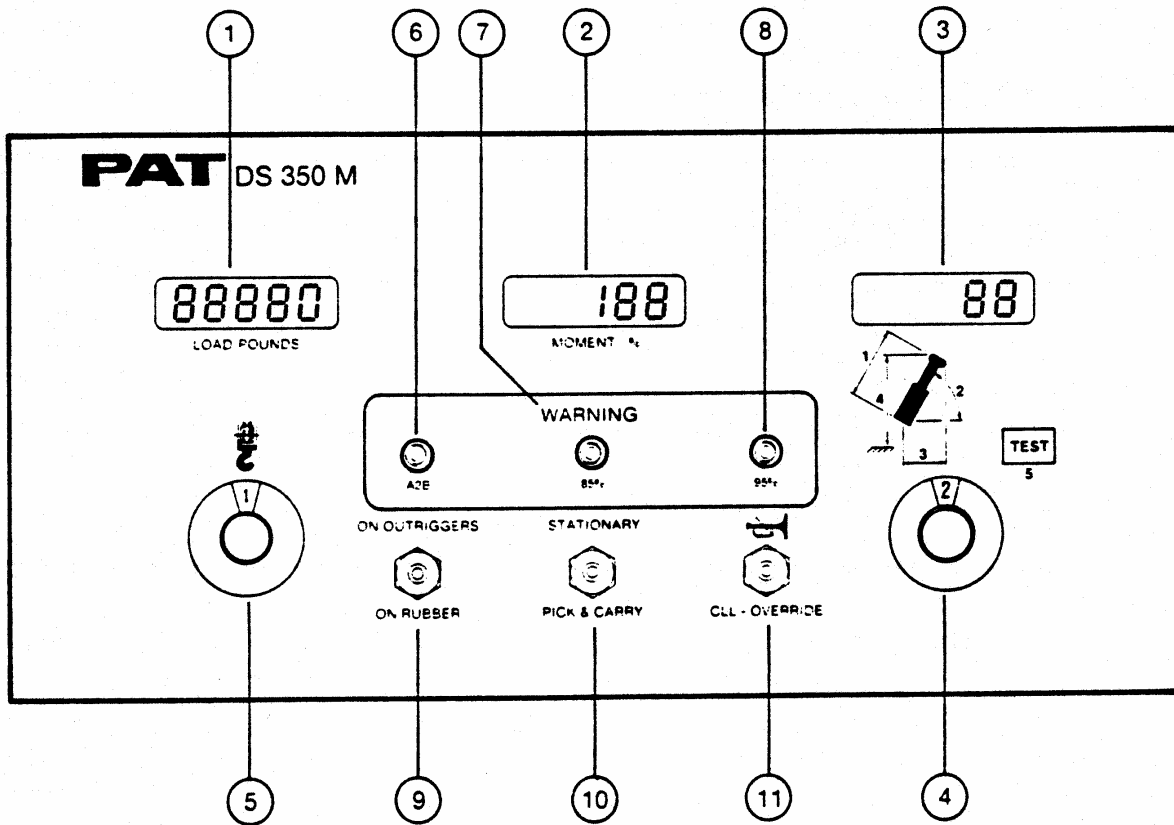 1 6 7 2 8 3
PAT DS 350 M
88880
188
88
LOAD POUNDS
MOMENT %
1
4
2
3
WARNING
A2B
85%
95%
TEST
5
1
2
ON OUTRIGGERS
STATIONARY
ON RUBBER
PICK & CARRY
CLL - OVERRIDE
5 9 10 11 4